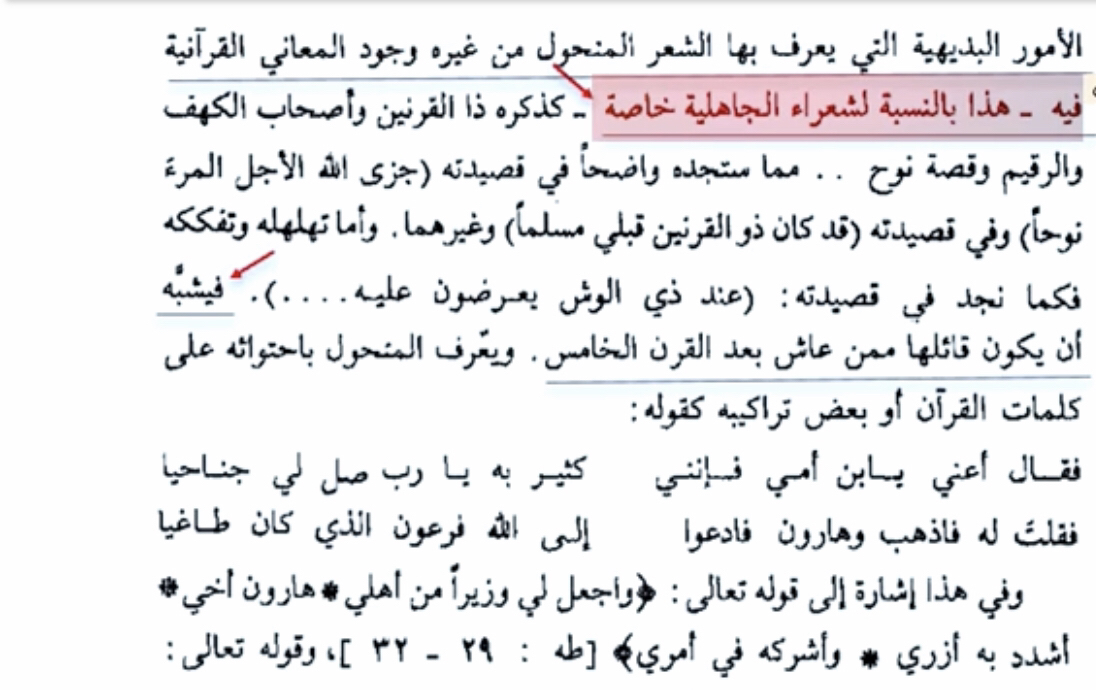 الأمور البديهية التي يعرف بها الشعر المنحول من غيره وجود المعاني القرآنية
فيه - هذا بالنسبة لشعراء الجاهلية خاصة - كذكره ذا القرنين وأصحاب الكهف
والرقيم وقصة نوح .. مما ستجده واضحاً في قصيدته (جزى الله الأجل المرءَ
نوحاً) وفي قصيدته (قد كان ذو القرنين قبلي مسلماً) وغيرهما. وأما تهلهله وتفككه
فكما نجد في قصيدته: (عند ذي الوش يعرضون عليه....). فيشبَّه
أن يكون قائلها ممن عاش بعد القرن الخامس. ويعّرف المنحول باحتوائه على
كلمات القرآن أو بعض تراكيبه كقوله:
فقال أعني يابن أمي فإنني كثير به يا رب صل لي جناحيا
فقلتَ له فاذهب وهارون فادعوا إلى الله فرعون الذي كان طاغيا
وفي هذا إشارة إلى قوله تعالى: ﴿واجعل لي وزيراً من أهلي * هارون أخي *
أشدد به أزري * وأشركه في أمري﴾ [طه : ٢٩ - ٣٢ ]، وقوله تعالى: